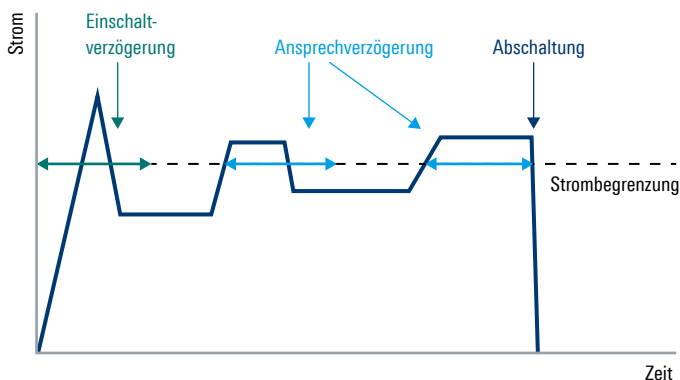 Strom
Einschalt-
verzögerung
Ansprechverzögerung
Abschaltung
Strombegrenzung
Zeit